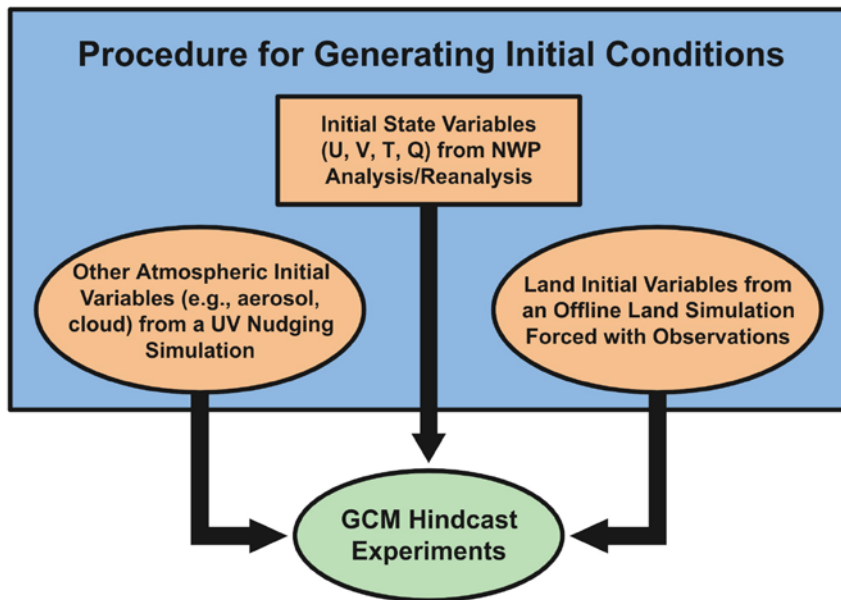 Procedure for Generating Initial Conditions
Initial State Variables
(U, V, T, Q) from NWP
Analysis/Reanalysis
Other Atmospheric Initial
Variables (e.g., aerosol,
cloud) from a UV Nudging
Simulation
Land Initial Variables from
an Offline Land Simulation
Forced with Observations
GCM Hindcast
Experiments